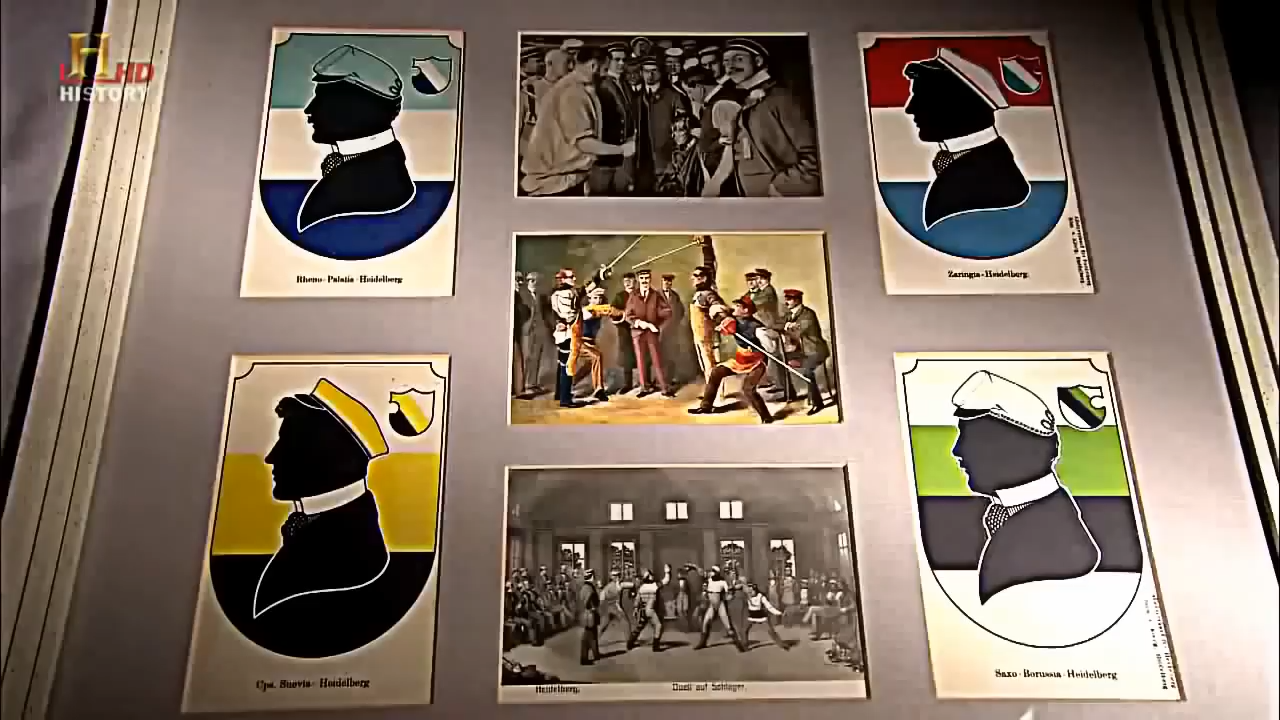 H
HD
HISTORY
Rheno-Palatia-Heidelberg
Zaringia-Heidelberg.
Cps. Suevia-Heidelberg
Saxo-Borussia-Heidelberg
Heidelberg.
Duell auf Schläger.